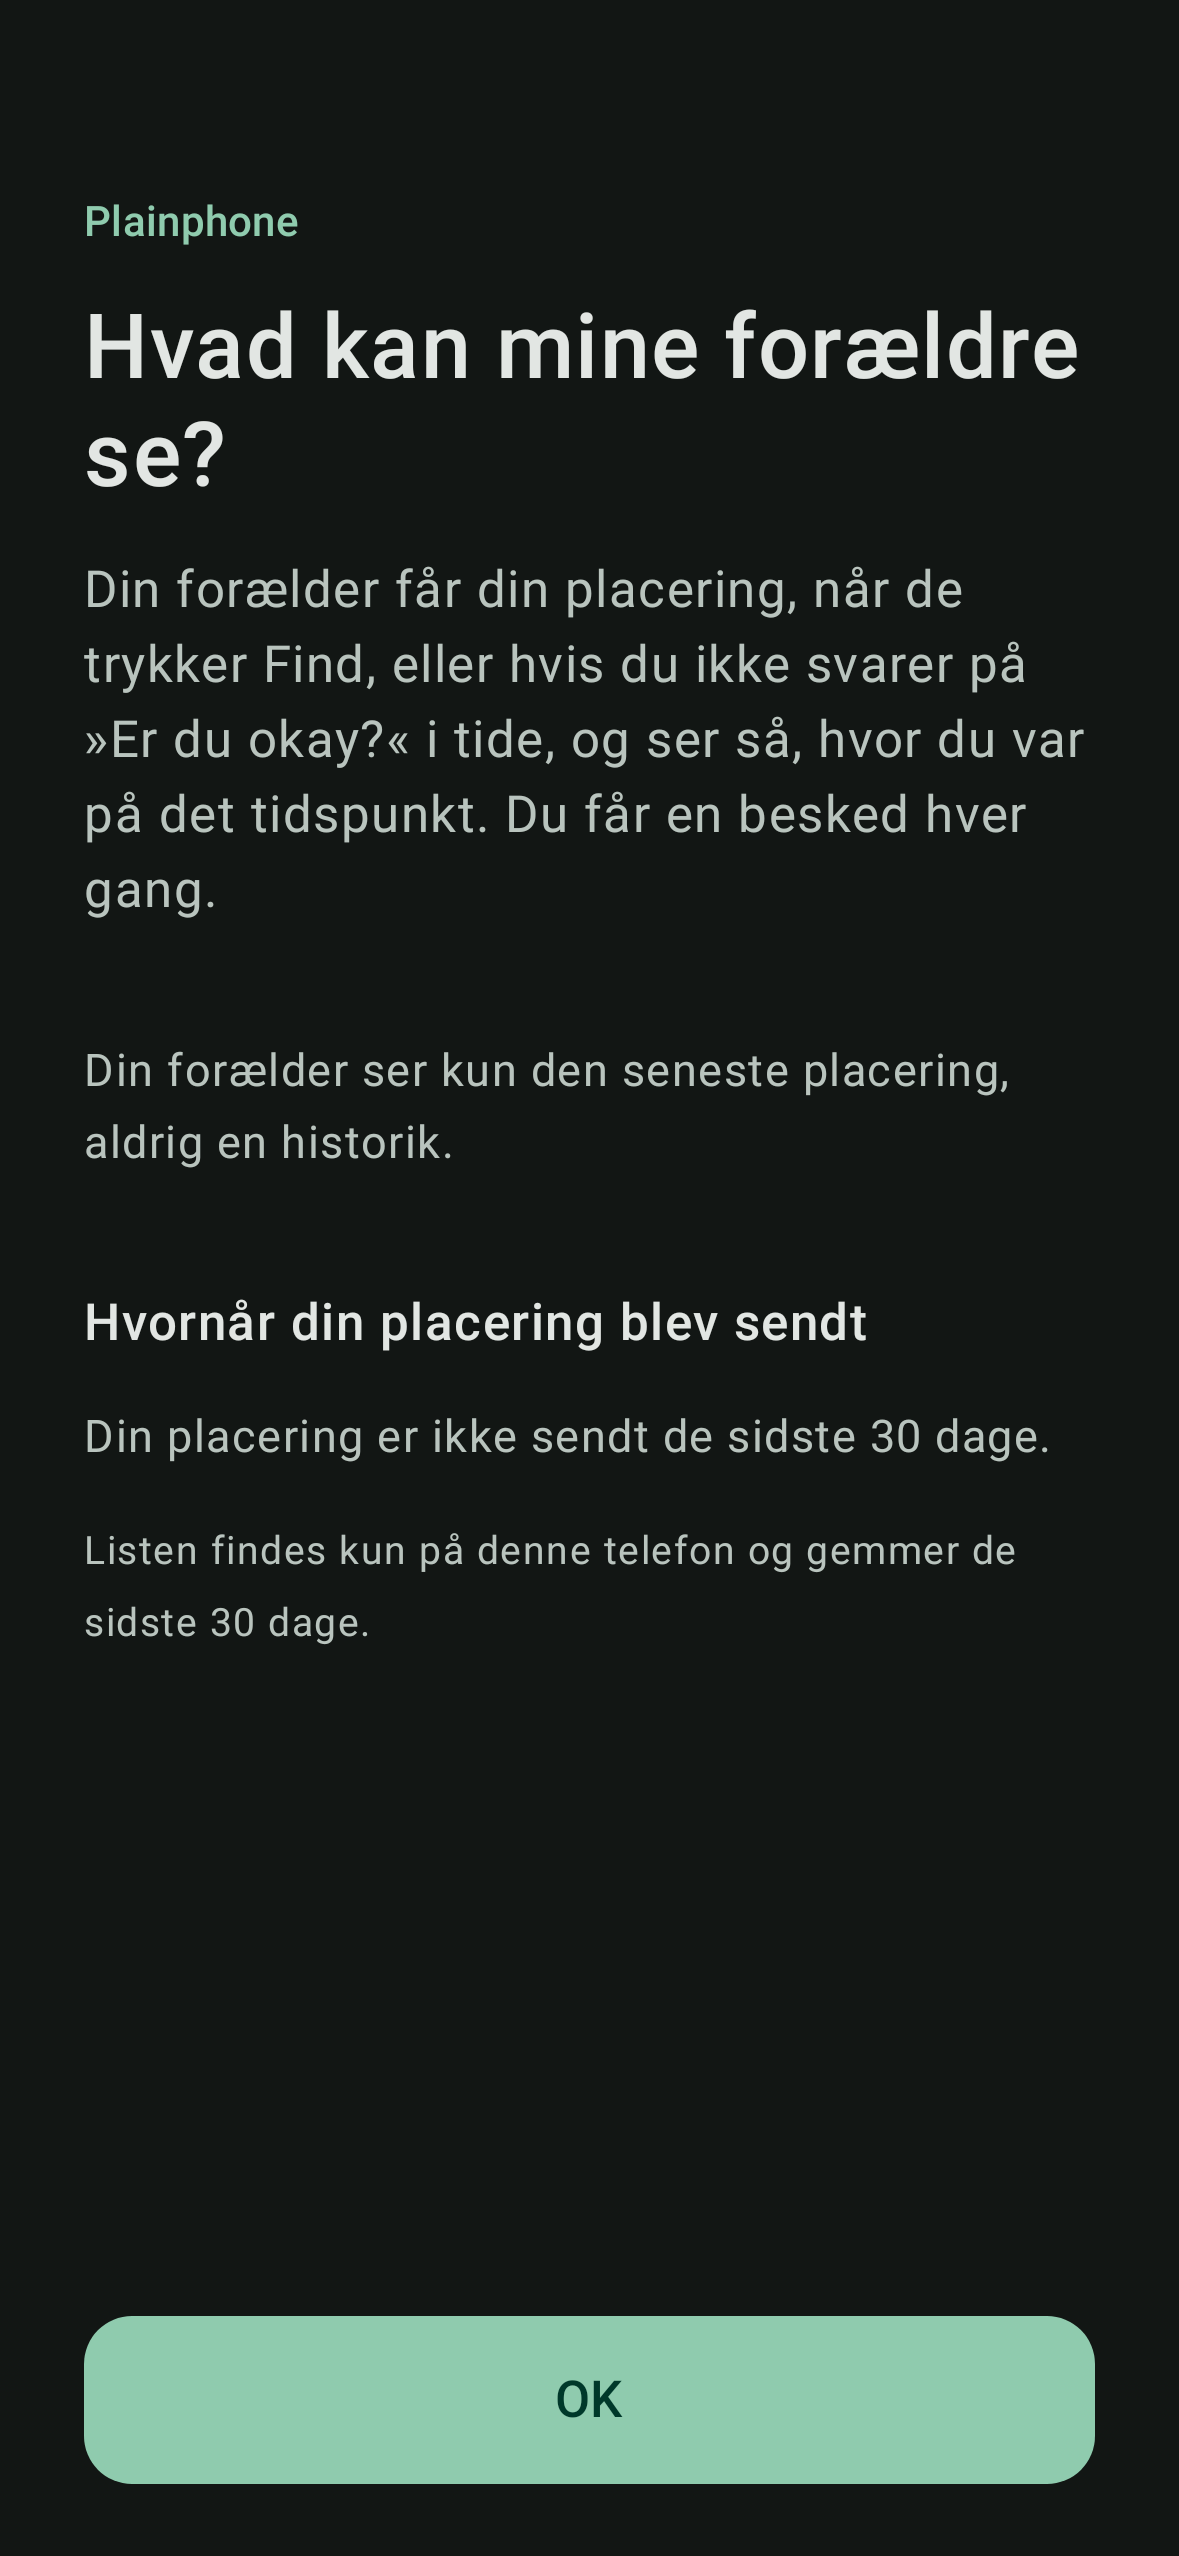 Plainphone
Hvad kan mine forældre
se?
Din forælder får din placering, når de
trykker Find, eller hvis du ikke svarer på
»Er du okay?« i tide, og ser så, hvor du var
på det tidspunkt. Du får en besked hver
gang.
Din forælder ser kun den seneste placering,
aldrig en historik.
Hvornår din placering blev sendt
Din placering er ikke sendt de sidste 30 dage.
Listen findes kun på denne telefon og gemmer de
sidste 30 dage.
OK